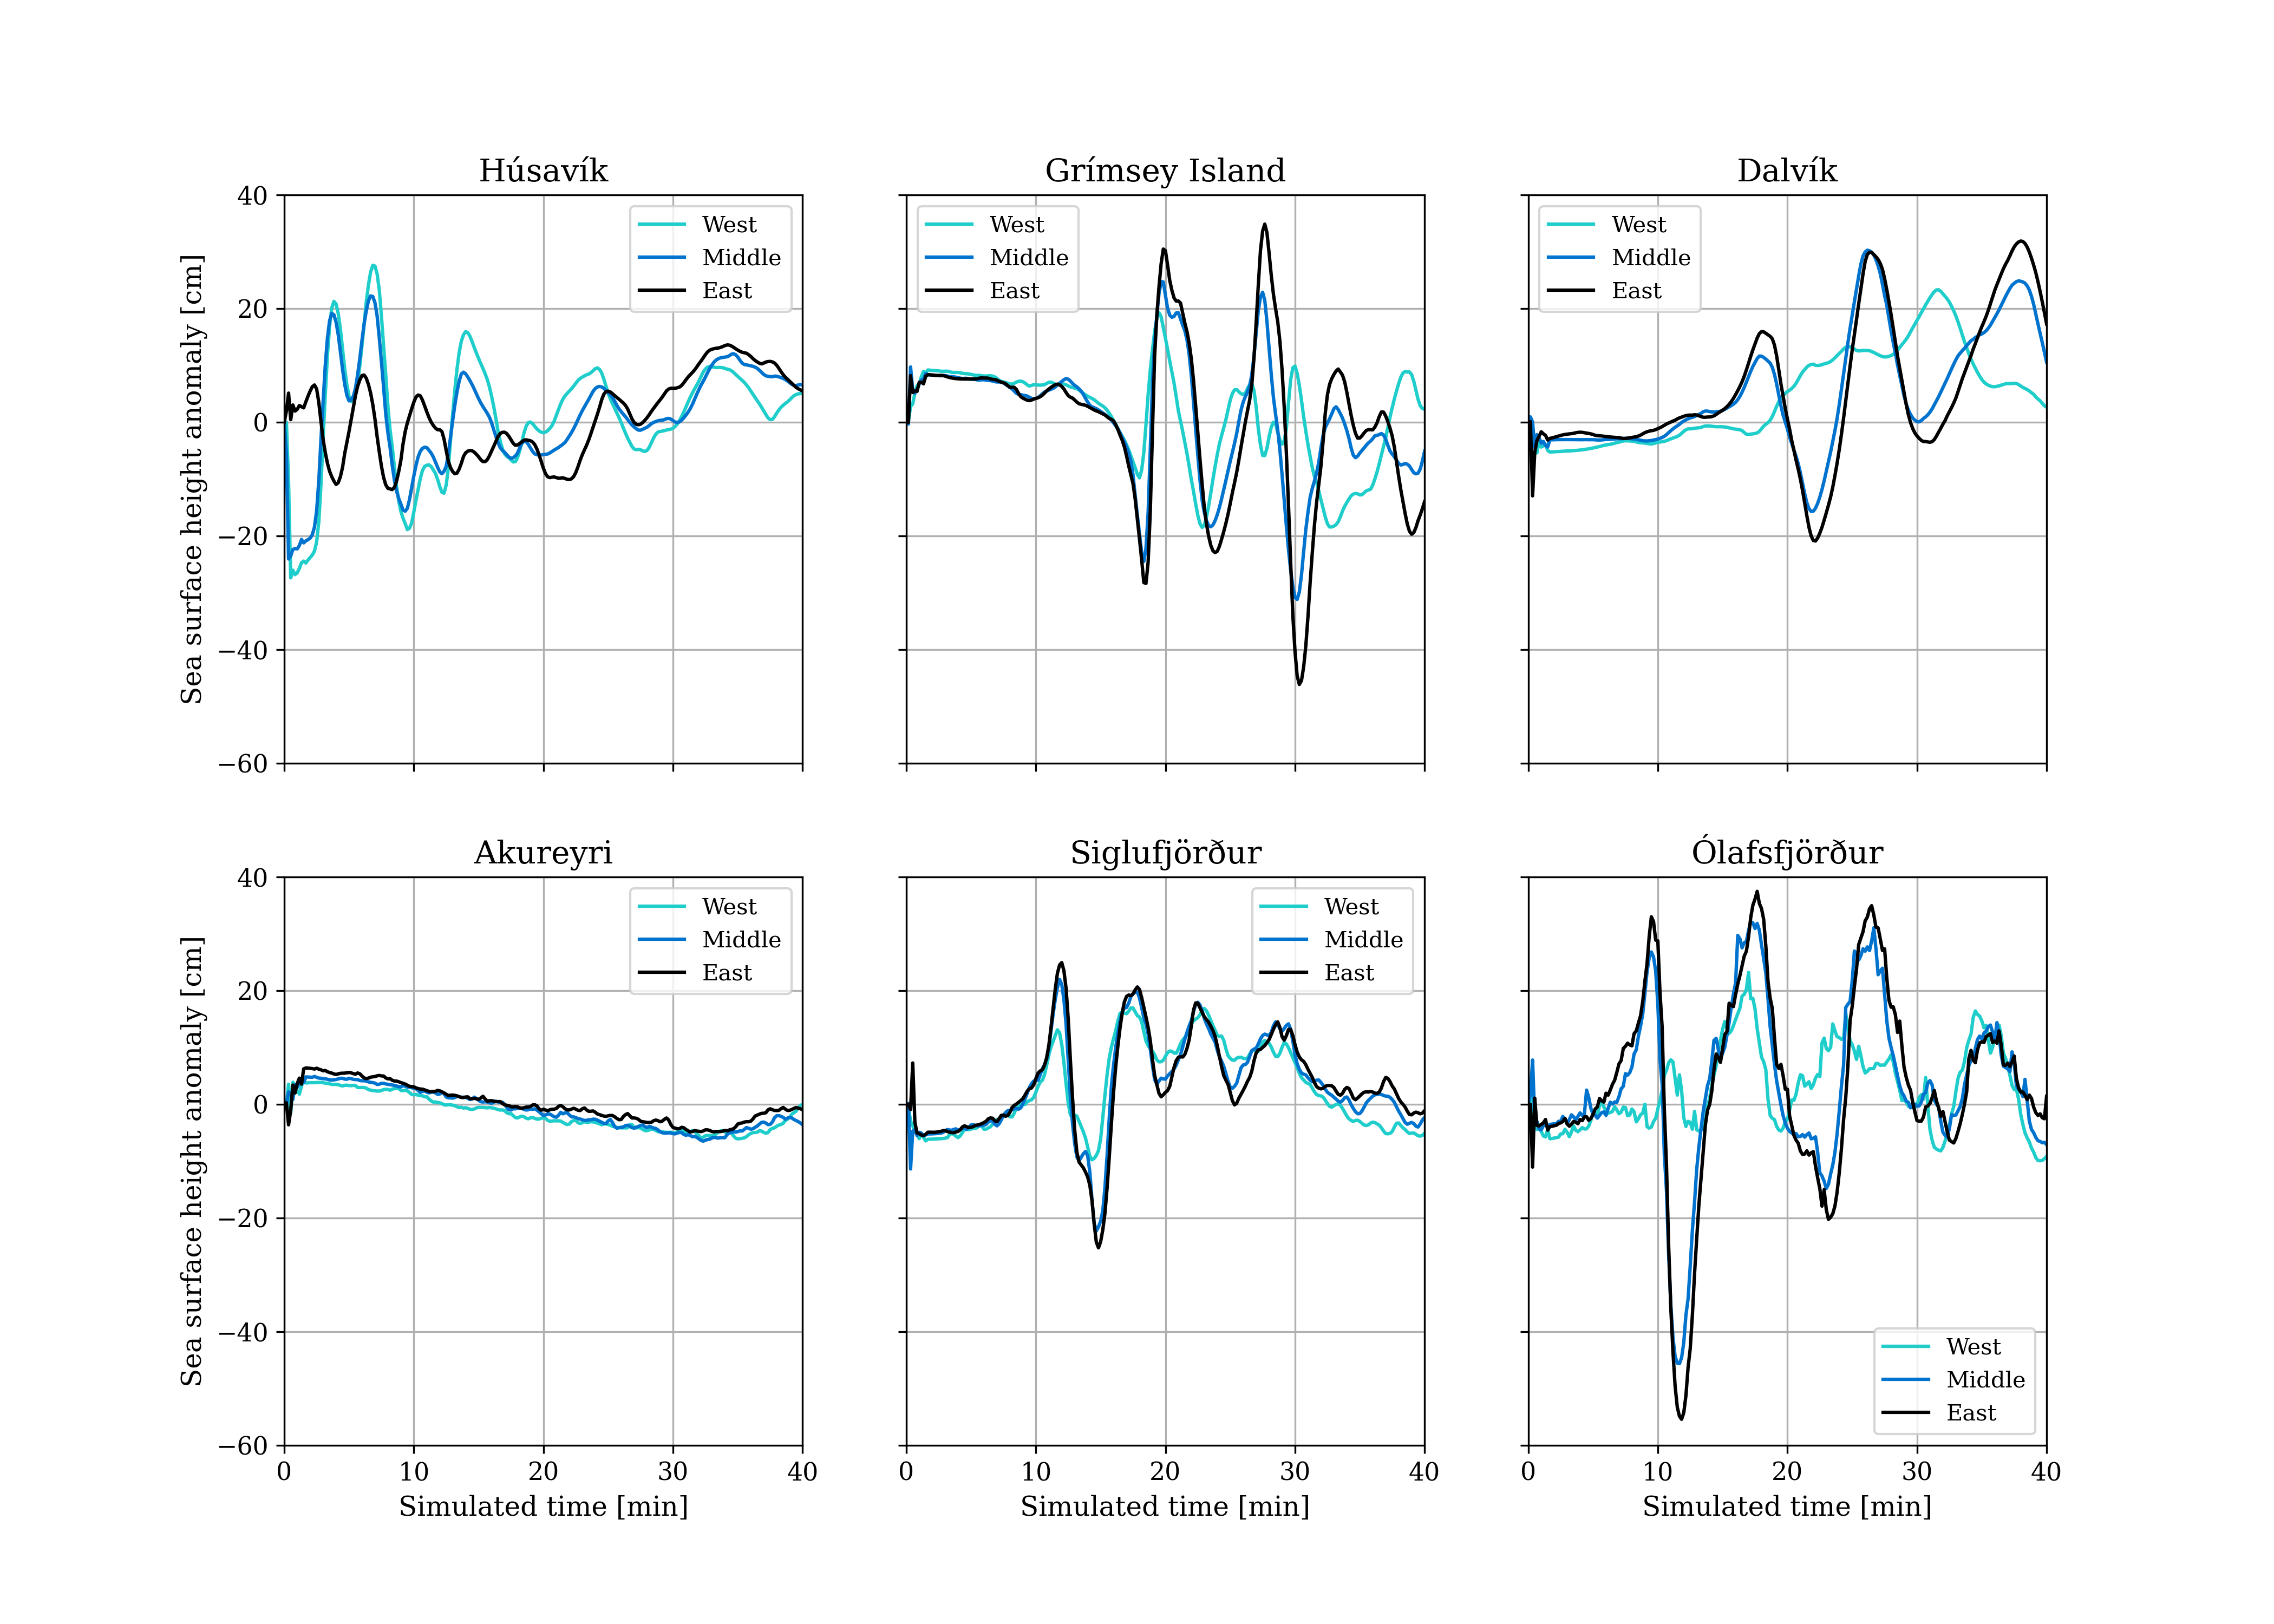 Húsavík
Grímsey Island
Dalvík
Sea surface height anomaly [cm]
40
20
0
−20
−40
−60
West
Middle
East
West
Middle
East
West
Middle
East
Akureyri
Siglufjörður
Ólafsfjörður
Sea surface height anomaly [cm]
40
20
0
−20
−40
−60
West
Middle
East
West
Middle
East
West
Middle
East
0 10 20 30 40
0 10 20 30 40
0 10 20 30 40
Simulated time [min]
Simulated time [min]
Simulated time [min]